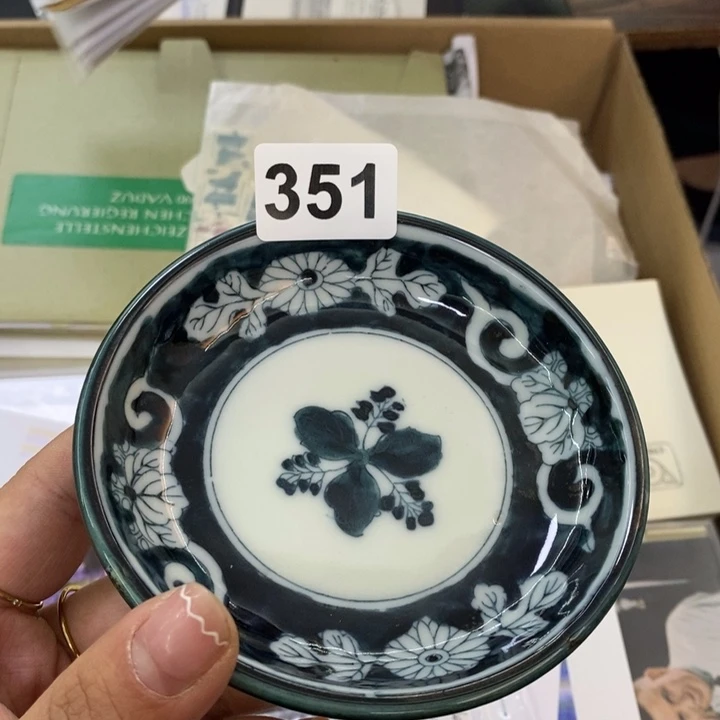 351
ZEICHENSTELLE
CHEN REGIERUNG
VADUZ